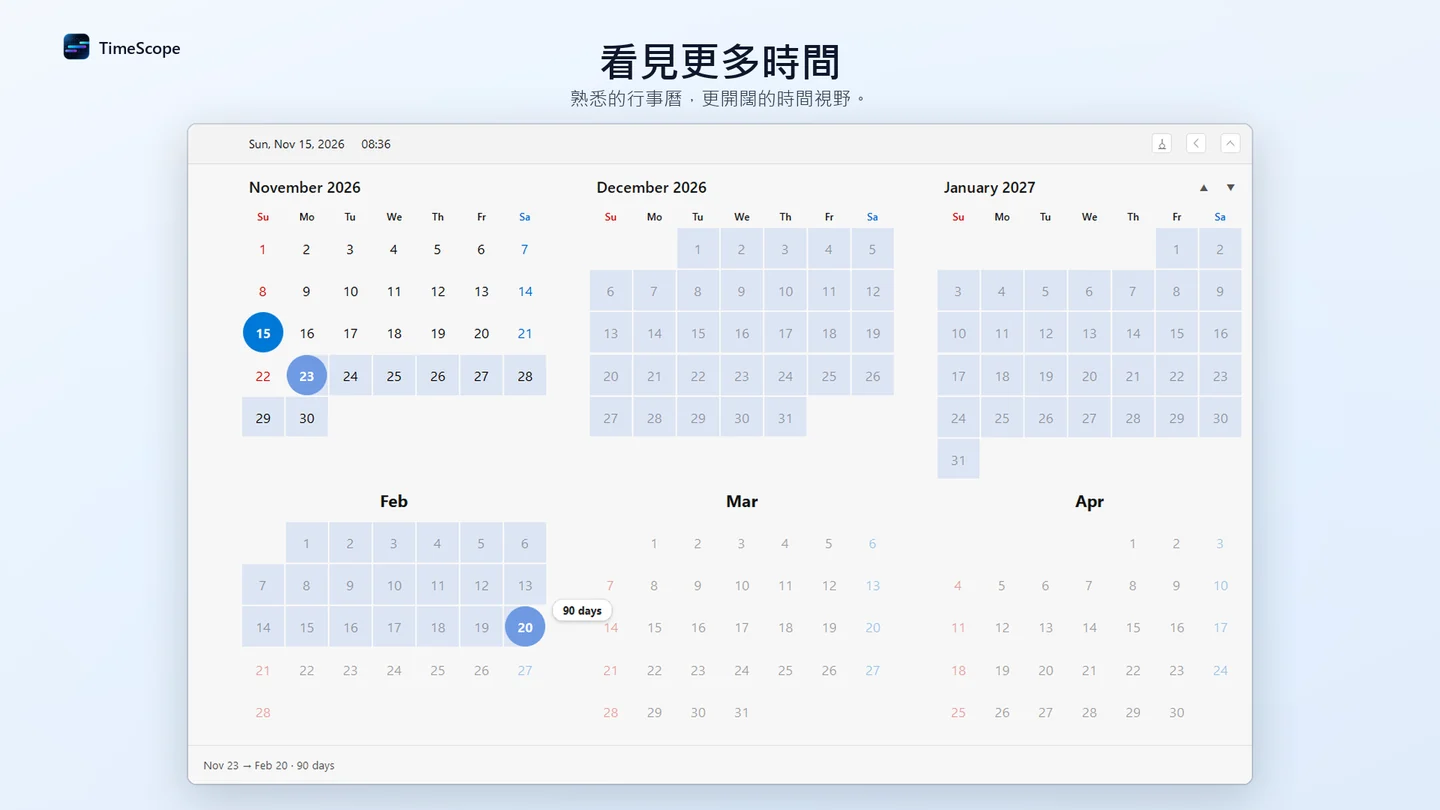 TimeScope
看見更多時間
熟悉的行事曆，更開闊的時間視野。
Sun, Nov 15, 2026 08:36
November 2026
Su Mo Tu We Th Fr Sa
1 2 3 4 5 6 7
8 9 10 11 12 13 14
15 16 17 18 19 20 21
22 23 24 25 26 27 28
29 30
December 2026
Su Mo Tu We Th Fr Sa
1 2 3 4 5
6 7 8 9 10 11 12
13 14 15 16 17 18 19
20 21 22 23 24 25 26
27 28 29 30 31
January 2027 ▲ ▼
Su Mo Tu We Th Fr Sa
1 2
3 4 5 6 7 8 9
10 11 12 13 14 15 16
17 18 19 20 21 22 23
24 25 26 27 28 29 30
31
Feb
1 2 3 4 5 6
7 8 9 10 11 12 13
14 15 16 17 18 19 20
21 22 23 24 25 26 27
28
90 days
Mar
1 2 3 4 5 6
7 8 9 10 11 12 13
14 15 16 17 18 19 20
21 22 23 24 25 26 27
28 29 30 31
Apr
1 2 3
4 5 6 7 8 9 10
11 12 13 14 15 16 17
18 19 20 21 22 23 24
25 26 27 28 29 30
Nov 23 → Feb 20 · 90 days